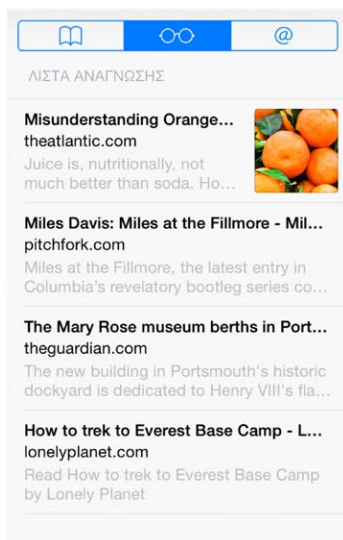 @
ΛΙΣΤΑ ΑΝΑΓΝΩΣΗΣ
Misunderstanding Orange...
theatlantic.com
Juice is, nutritionally, not
much better than soda. Ho...
Miles Davis: Miles at the Fillmore - Mil...
pitchfork.com
Miles at the Fillmore, the latest entry in
Columbia's revelatory bootleg series co...
The Mary Rose museum berths in Port...
theguardian.com
The new building in Portsmouth's historic
dockyard is dedicated to Henry VIII's fla...
How to trek to Everest Base Camp - L...
lonelyplanet.com
Read How to trek to Everest Base Camp
by Lonely Planet